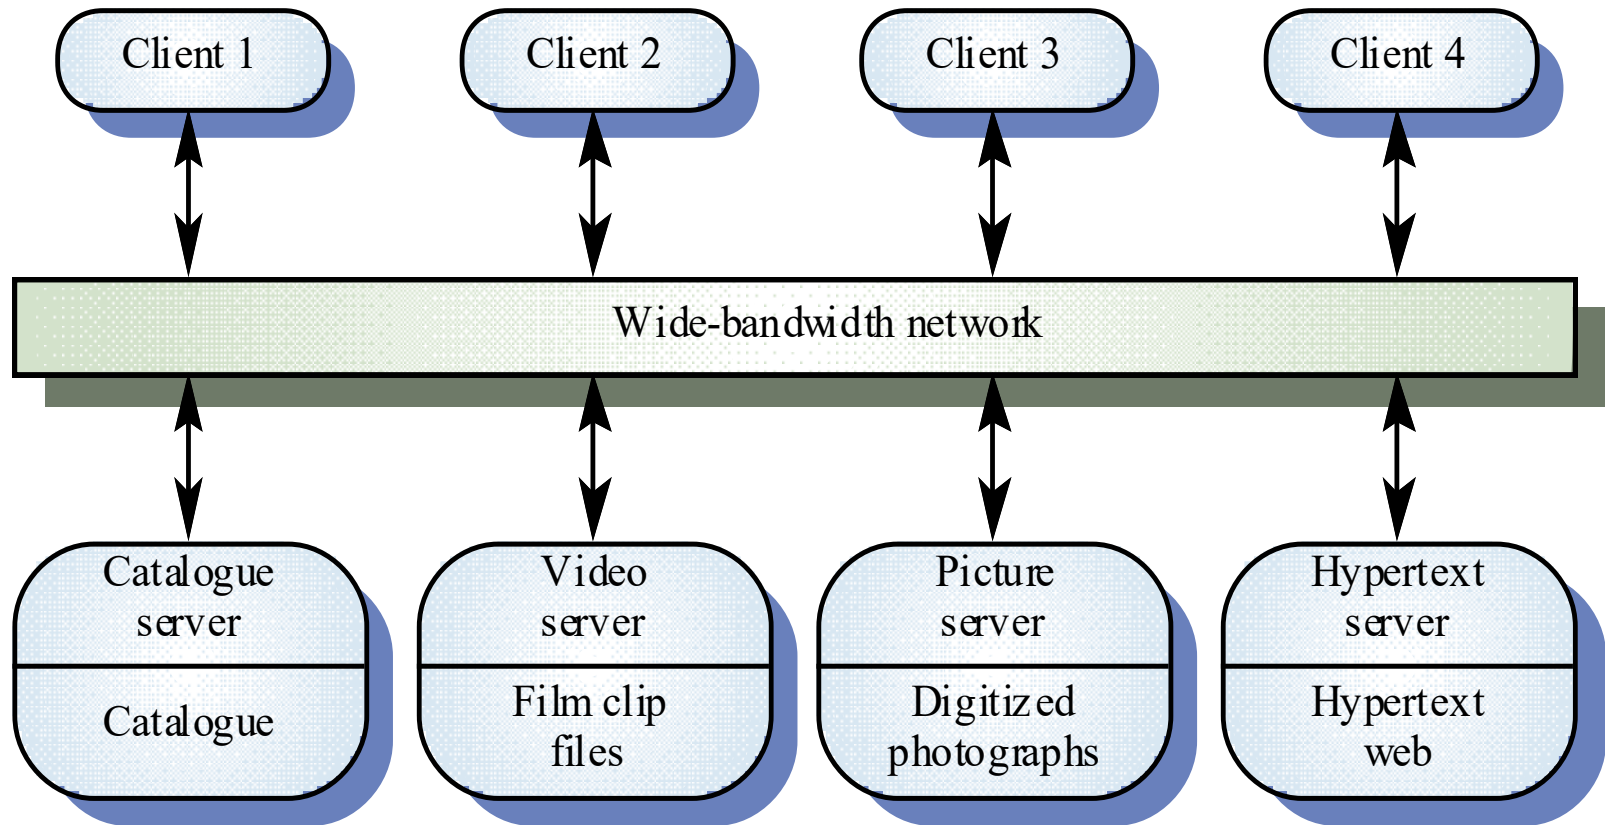 Client 1
Client 2
Client 3
Client 4
Wide-bandwidth network
Catalogue
server
Catalogue
Video
server
Film clip
files
Picture
server
Digitized
photographs
Hypertext
server
Hypertext
web